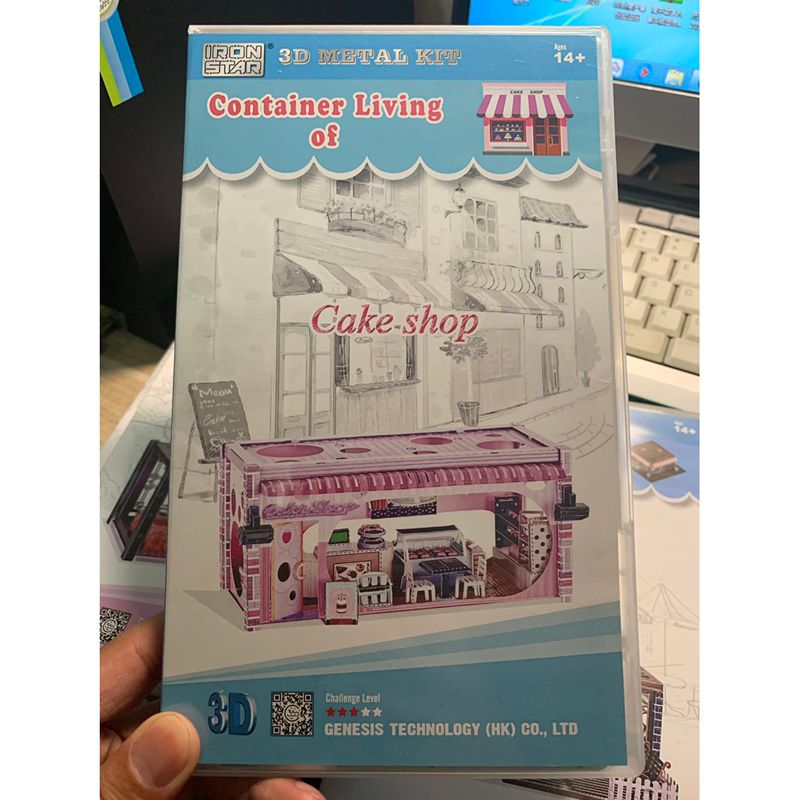 IRON STAR ® 3D METAL KIT
Ages
14+
Container Living
of
CAKE SHOP
Cake shop
Menu
Cake
Cake Shop
Challenge Level
3D
GENESIS TECHNOLOGY (HK) CO., LTD
14+